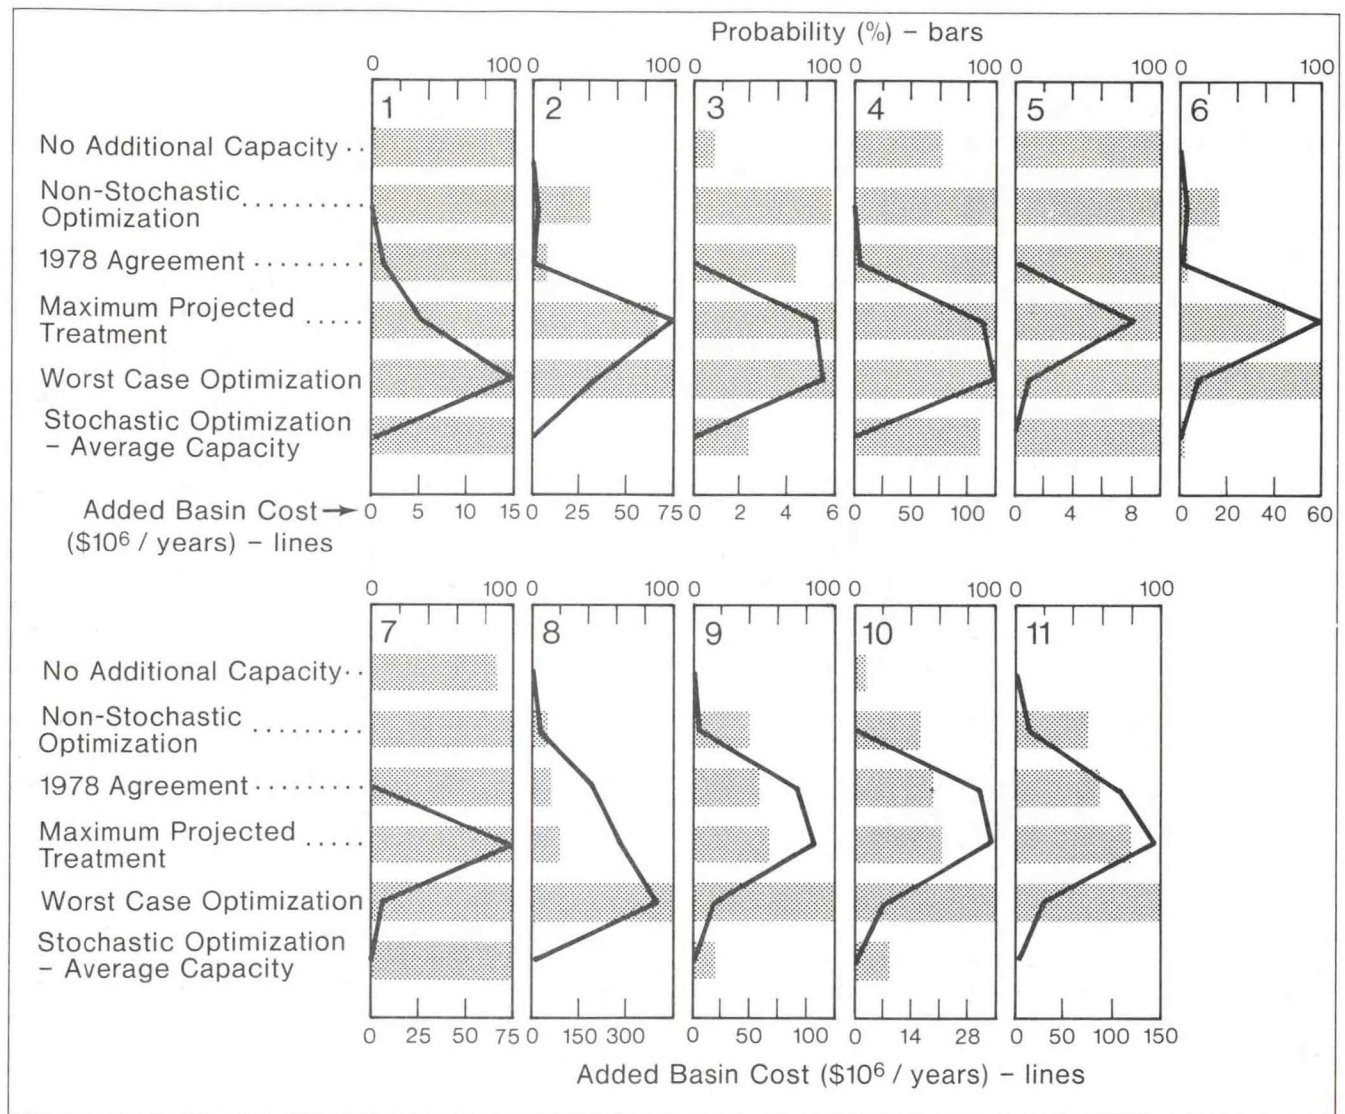 Probability (%) – bars
0 100 0 100 0 100 0 100 0 100 0 100
1 2 3 4 5 6
No Additional Capacity ··
Non-Stochastic
Optimization .........
1978 Agreement .........
Maximum Projected
Treatment .....
Worst Case Optimization
Stochastic Optimization
– Average Capacity
Added Basin Cost → 0 5 10 15 0 25 50 75 0 2 4 6 0 50 100 0 4 8 0 20 40 60
($10⁶ / years) – lines
0 100 0 100 0 100 0 100 0 100
7 8 9 10 11
No Additional Capacity ··
Non-Stochastic
Optimization ........
1978 Agreement .........
Maximum Projected
Treatment .....
Worst Case Optimization
Stochastic Optimization
– Average Capacity
0 25 50 75 0 150 300 0 50 100 0 14 28 0 50 100 150
Added Basin Cost ($10⁶ / years) – lines